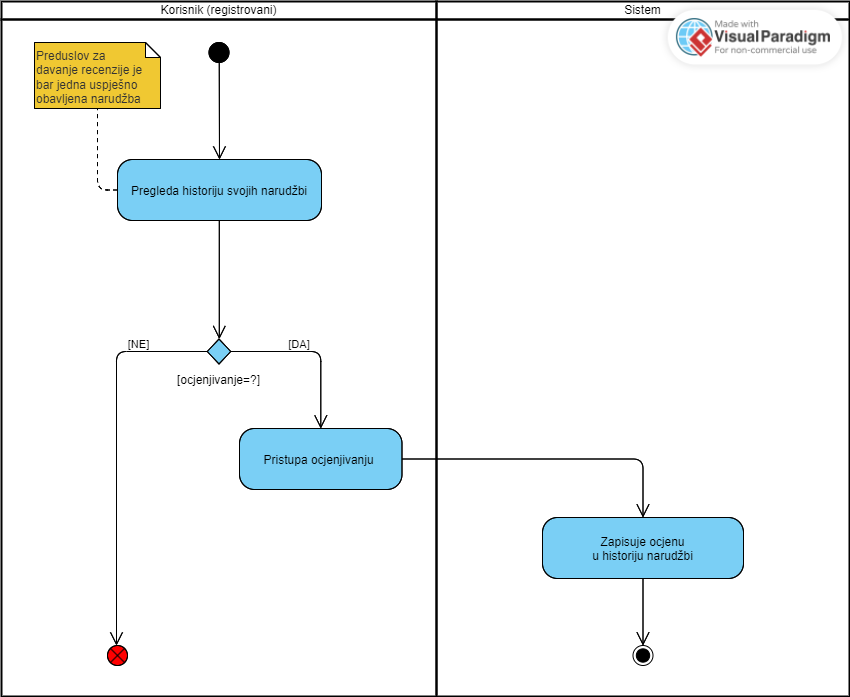 Korisnik (registrovani)
Sistem
Made with
Visual Paradigm
For non-commercial use
Preduslov za
davanje recenzije je
bar jedna uspješno
obavljena narudžba
Pregleda historiju svojih narudžbi
[NE]
[DA]
[ocjenjivanje=?]
Pristupa ocjenjivanju
Zapisuje ocjenu
u historiju narudžbi